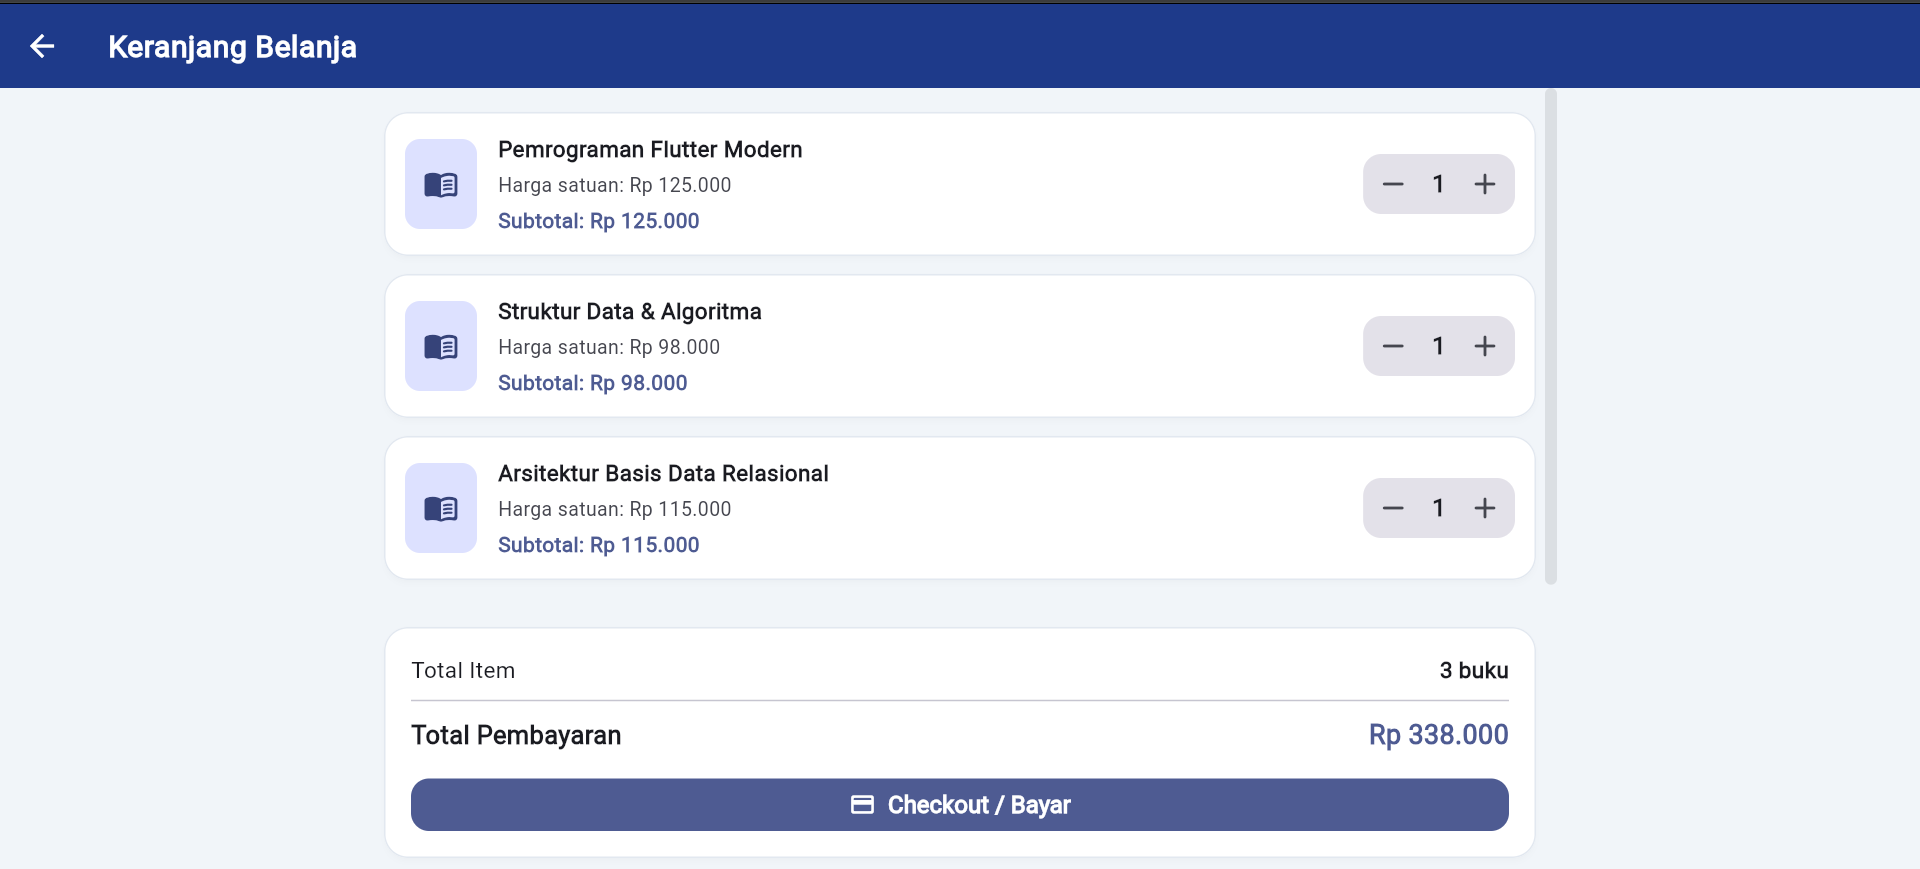 Keranjang Belanja
Pemrograman Flutter Modern
Harga satuan: Rp 125.000
Subtotal: Rp 125.000
1
Struktur Data & Algoritma
Harga satuan: Rp 98.000
Subtotal: Rp 98.000
1
Arsitektur Basis Data Relasional
Harga satuan: Rp 115.000
Subtotal: Rp 115.000
1
Total Item 3 buku
Total Pembayaran Rp 338.000
Checkout / Bayar